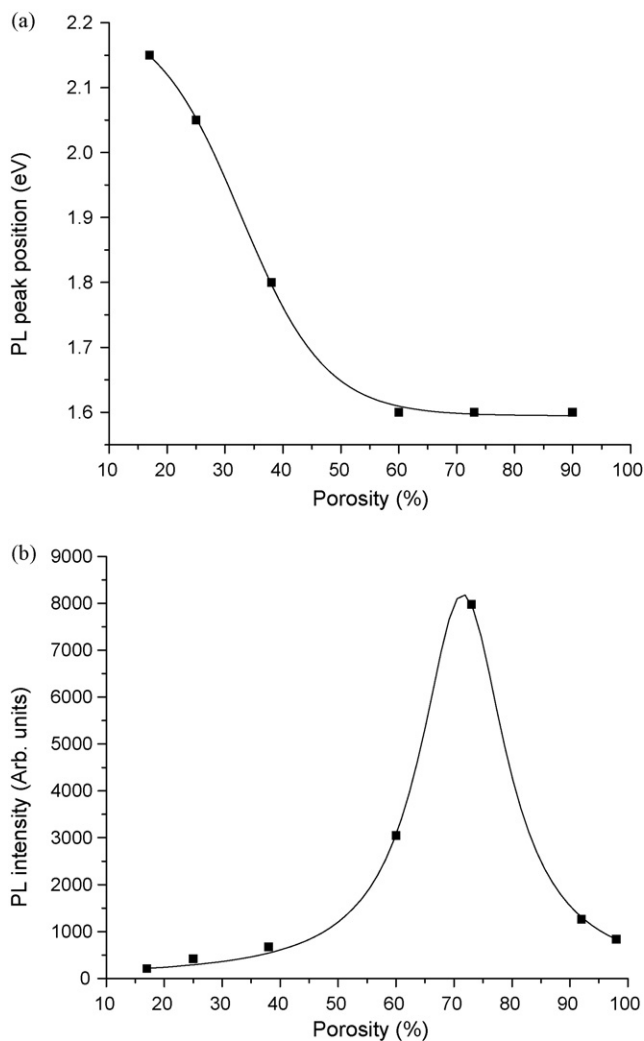 (a)
2.2
2.1
2.0
1.9
1.8
1.7
1.6
PL peak position (eV)
10 20 30 40 50 60 70 80 90 100
Porosity (%)
(b)
9000
8000
7000
6000
5000
4000
3000
2000
1000
0
PL intensity (Arb. units)
10 20 30 40 50 60 70 80 90 100
Porosity (%)